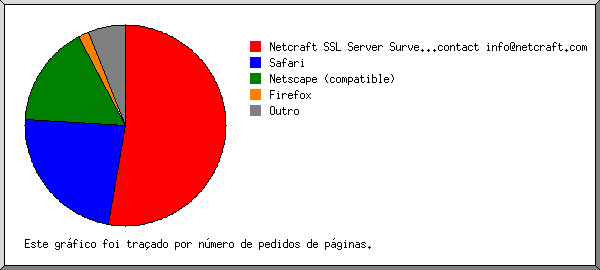 Netcraft SSL Server Surve...contact info@netcraft.com
Safari
Netscape (compatible)
Firefox
Outro
Este gráfico foi traçado por número de pedidos de páginas.